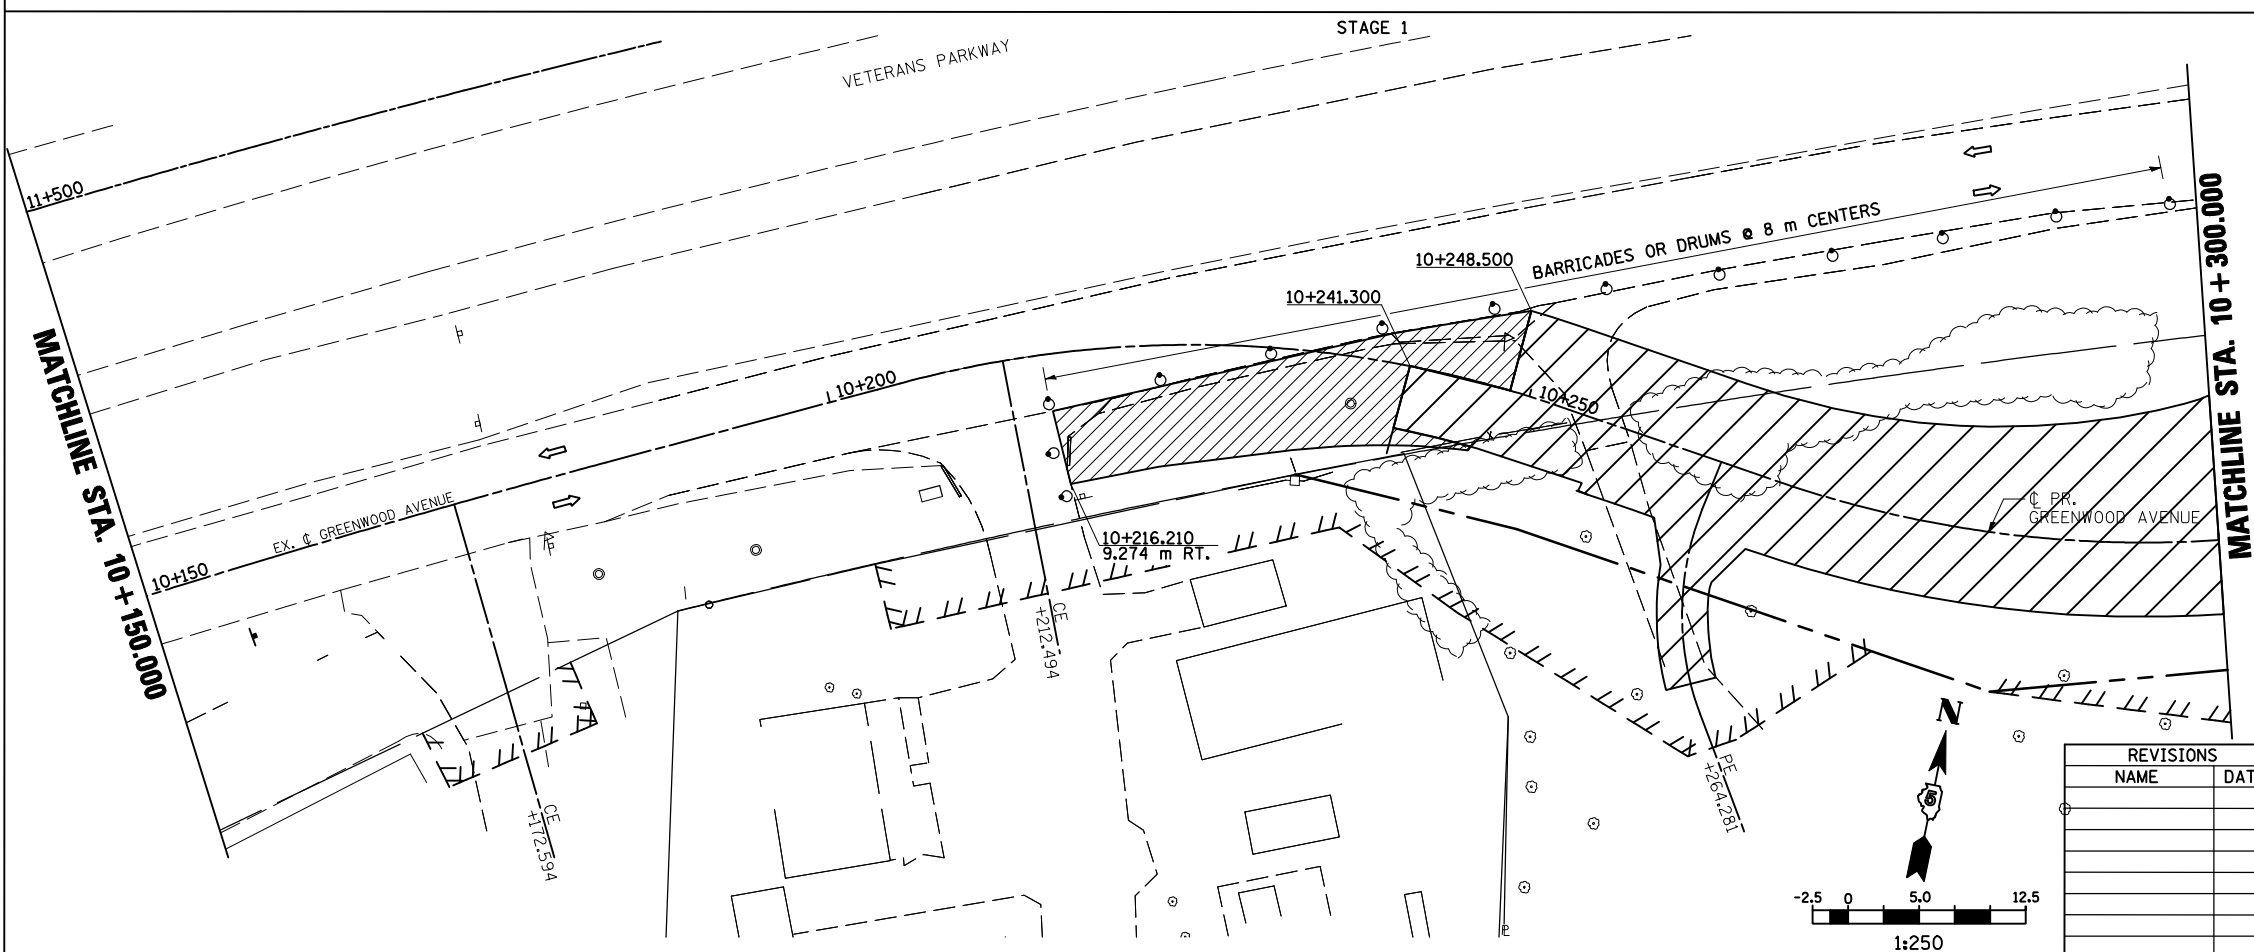 STAGE 1
VETERANS PARKWAY
11+500
MATCHLINE STA. 10+150.000
10+150
EX. ℄ GREENWOOD AVENUE
10+200
10+248.500
10+241.300
BARRICADES OR DRUMS @ 8 m CENTERS
10+250
10+216.210
9.274 m RT.
CE
+212.494
CE
+172.594
PE
+264.281
℄ PR.
GREENWOOD AVENUE
MATCHLINE STA. 10+300.000
N
5
REVISIONS
NAME
DAT
-2.5 0 5.0 12.5
1:250